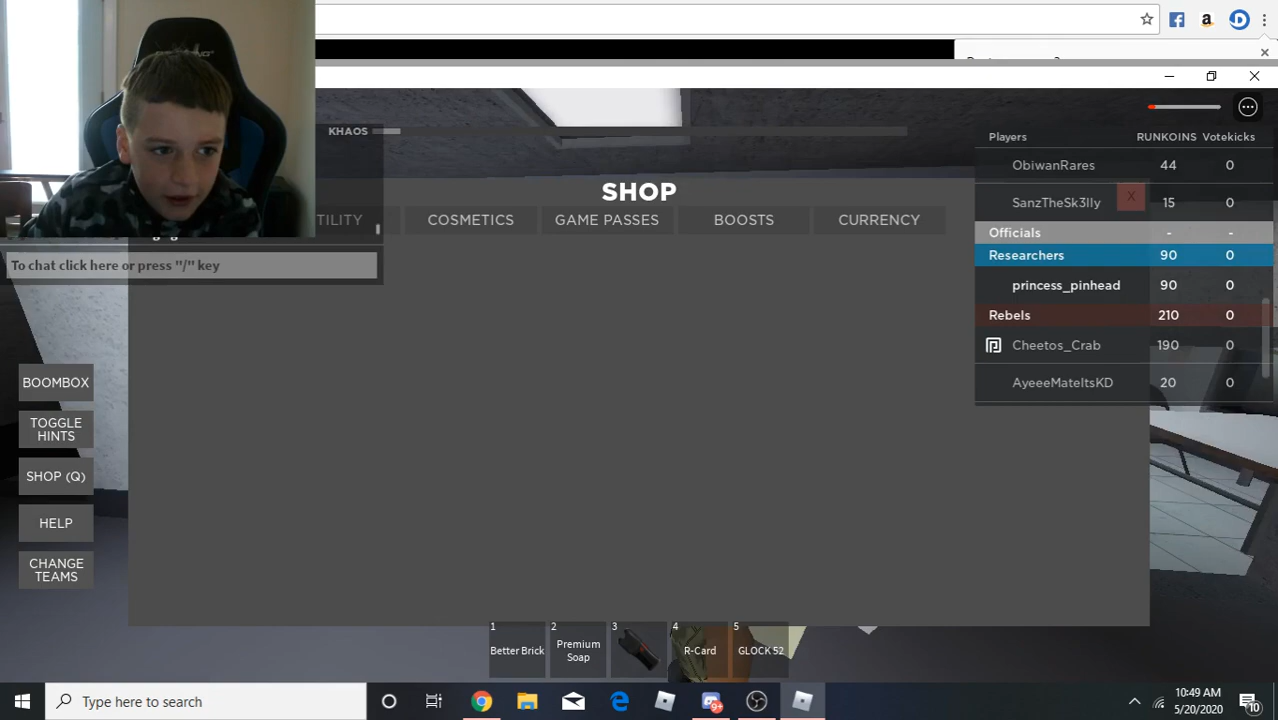 KHAOS
Players RUNKOINS Votekicks
ObiwanRares 44 0
SanzTheSk3lly 15 0
X
Officials - -
Researchers 90 0
princess_pinhead 90 0
Rebels 210 0
Cheetos_Crab 190 0
AyeeeMateItsKD 20 0
SHOP
TILITY COSMETICS GAME PASSES BOOSTS CURRENCY
To chat click here or press "/" key
BOOMBOX
TOGGLE
HINTS
SHOP (Q)
HELP
CHANGE
TEAMS
1 2 3 4 5
Better Brick
Premium
Soap
R-Card
GLOCK 52
Type here to search
9+
10:49 AM
5/20/2020
10